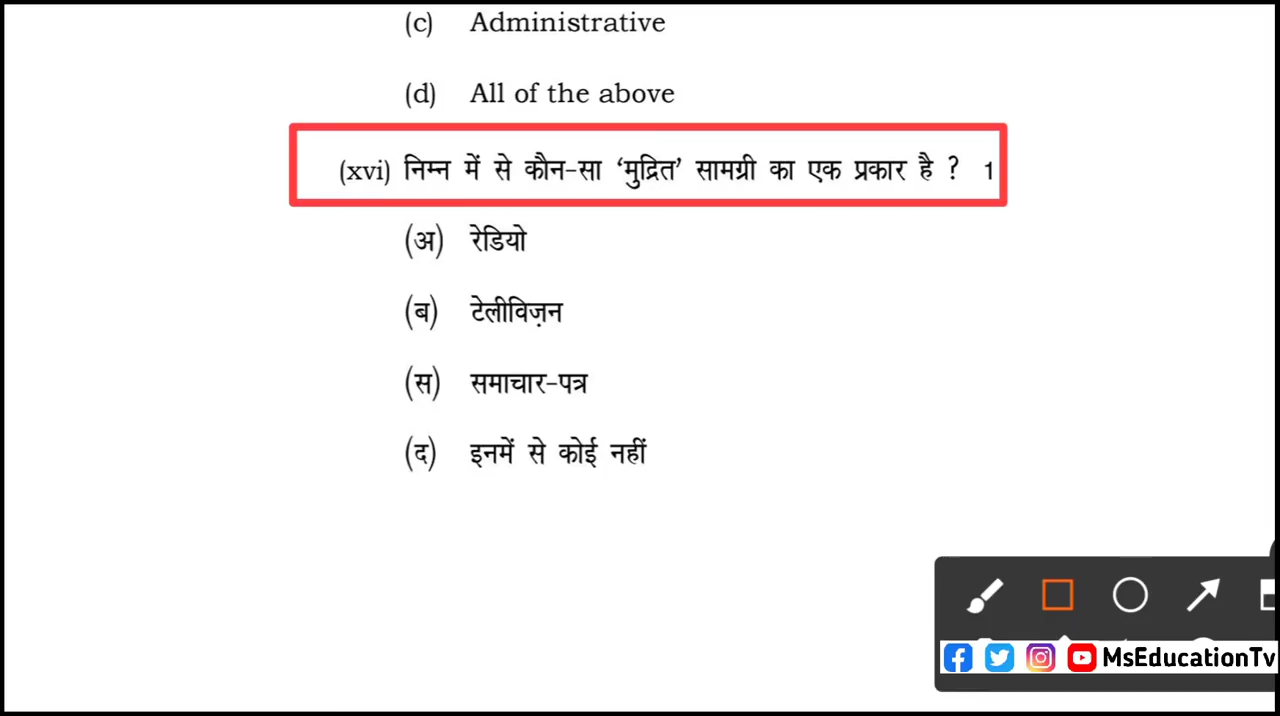 (c) Administrative
(d) All of the above
(xvi) निम्न में से कौन-सा ‘मुद्रित’ सामग्री का एक प्रकार है ? 1
(अ) रेडियो
(ब) टेलीविज़न
(स) समाचार-पत्र
(द) इनमें से कोई नहीं
MsEducationTv